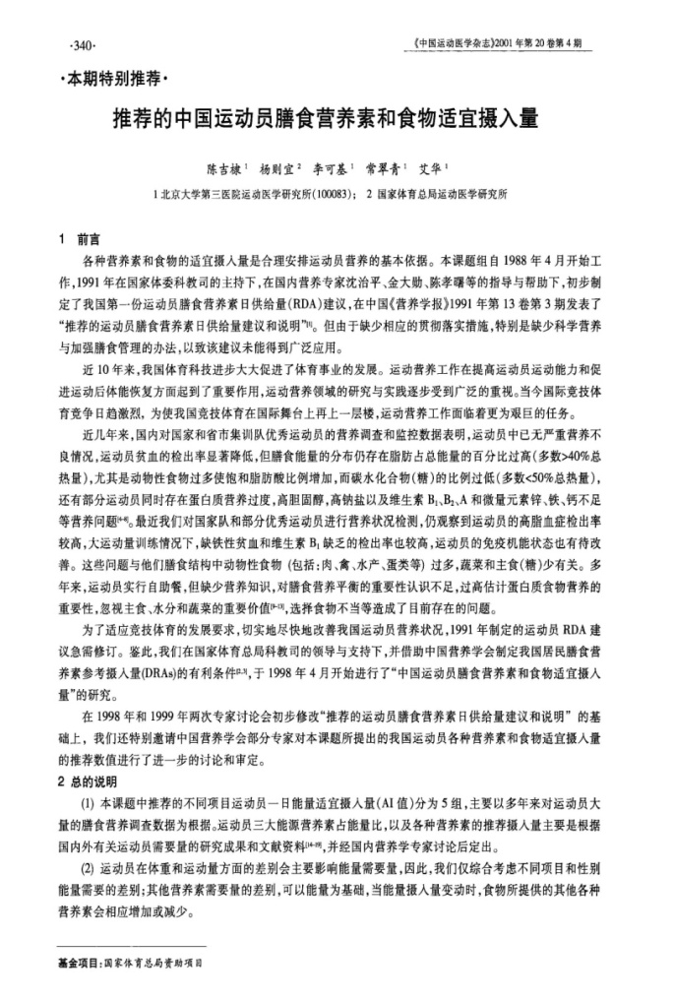 ·340·
《中国运动医学杂志》2001年第20卷第4期
·本期特别推荐·
推荐的中国运动员膳食营养素和食物适宜摄入量
陈吉棣1 杨则宜2 李可基1 常翠青1 艾华1
1 北京大学第三医院运动医学研究所(100083); 2 国家体育总局运动医学研究所
1 前言
各种营养素和食物的适宜摄入量是合理安排运动员营养的基本依据。本课题组自1988年4月开始工
作,1991年在国家体委科教司的主持下,在国内营养专家沈治平、金大勋、陈孝曙等的指导与帮助下,初步制
定了我国第一份运动员膳食营养素日供给量(RDA)建议,在中国《营养学报》1991年第13卷第3期发表了
“推荐的运动员膳食营养素日供给量建议和说明”[1]。但由于缺少相应的贯彻落实措施,特别是缺少科学营养
与加强膳食管理的办法,以致该建议未能得到广泛应用。
近10年来,我国体育科技进步大大促进了体育事业的发展。运动营养工作在提高运动员运动能力和促
进运动后体能恢复方面起到了重要作用,运动营养领域的研究与实践逐步受到广泛的重视。当今国际竞技体
育竞争日趋激烈, 为使我国竞技体育在国际舞台上再上一层楼,运动营养工作面临着更为艰巨的任务。
近几年来,国内对国家和省市集训队优秀运动员的营养调查和监控数据表明,运动员中已无严重营养不
良情况,运动员贫血的检出率显著降低,但膳食能量的分布仍存在脂肪占总能量的百分比过高(多数>40%总
热量),尤其是动物性食物过多使饱和脂肪酸比例增加,而碳水化合物(糖)的比例过低(多数<50%总热量),
还有部分运动员同时存在蛋白质营养过度,高胆固醇,高钠盐以及维生素B1、B2、A和微量元素锌、铁、钙不足
等营养问题[4-8]。最近我们对国家队和部分优秀运动员进行营养状况检测,仍观察到运动员的高脂血症检出率
较高,大运动量训练情况下,缺铁性贫血和维生素B1缺乏的检出率也较高,运动员的免疫机能状态也有待改
善。这些问题与他们膳食结构中动物性食物 (包括:肉、禽、水产、蛋类等) 过多,蔬菜和主食(糖)少有关。多
年来,运动员实行自助餐,但缺少营养知识,对膳食营养平衡的重要性认识不足,过高估计蛋白质食物营养的
重要性,忽视主食、水分和蔬菜的重要价值[9-13],选择食物不当等造成了目前存在的问题。
为了适应竞技体育的发展要求,切实地尽快地改善我国运动员营养状况,1991年制定的运动员RDA建
议急需修订。鉴此,我们在国家体育总局科教司的领导与支持下,并借助中国营养学会制定我国居民膳食营
养素参考摄入量(DRAs)的有利条件[2,3],于1998年4月开始进行了“中国运动员膳食营养素和食物适宜摄入
量”的研究。
在1998年和1999年两次专家讨论会初步修改“推荐的运动员膳食营养素日供给量建议和说明”的基
础上, 我们还特别邀请中国营养学会部分专家对本课题所提出的我国运动员各种营养素和食物适宜摄入量
的推荐数值进行了进一步的讨论和审定。
2 总的说明
(1) 本课题中推荐的不同项目运动员一日能量适宜摄入量(AI值)分为5组,主要以多年来对运动员大
量的膳食营养调查数据为根据。运动员三大能源营养素占能量比,以及各种营养素的推荐摄入量主要是根据
国内外有关运动员需要量的研究成果和文献资料[14-19],并经国内营养学专家讨论后定出。
(2) 运动员在体重和运动量方面的差别会主要影响能量需要量,因此,我们仅综合考虑不同项目和性别
能量需要的差别;其他营养素需要量的差别,可以能量为基础,当能量摄入量变动时,食物所提供的其他各种
营养素会相应增加或减少。
基金项目:国家体育总局资助项目